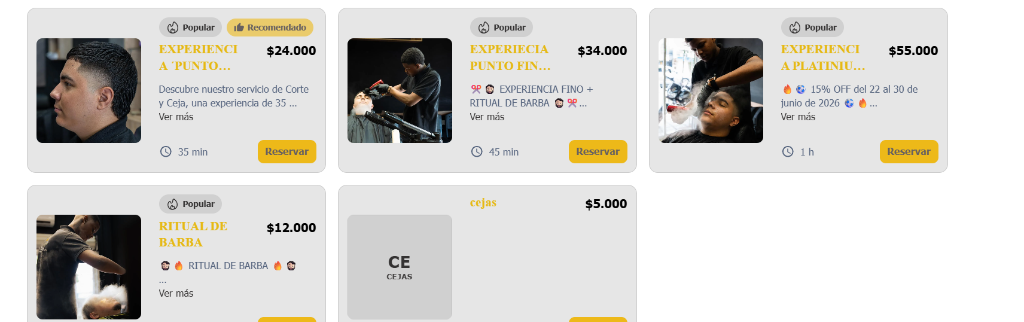 Popular
Recomendado
EXPERIENCI
A ´PUNTO...
$24.000
Descubre nuestro servicio de Corte
y Ceja, una experiencia de 35 ...
Ver más
35 min
Reservar
Popular
EXPERIECIA
PUNTO FIN...
$34.000
EXPERIENCIA FINO +
RITUAL DE BARBA ...
Ver más
45 min
Reservar
Popular
EXPERIENCI
A PLATINIU...
$55.000
15% OFF del 22 al 30 de
junio de 2026 ...
Ver más
1 h
Reservar
Popular
RITUAL DE
BARBA
$12.000
RITUAL DE BARBA
...
Ver más
cejas
$5.000
CE
CEJAS